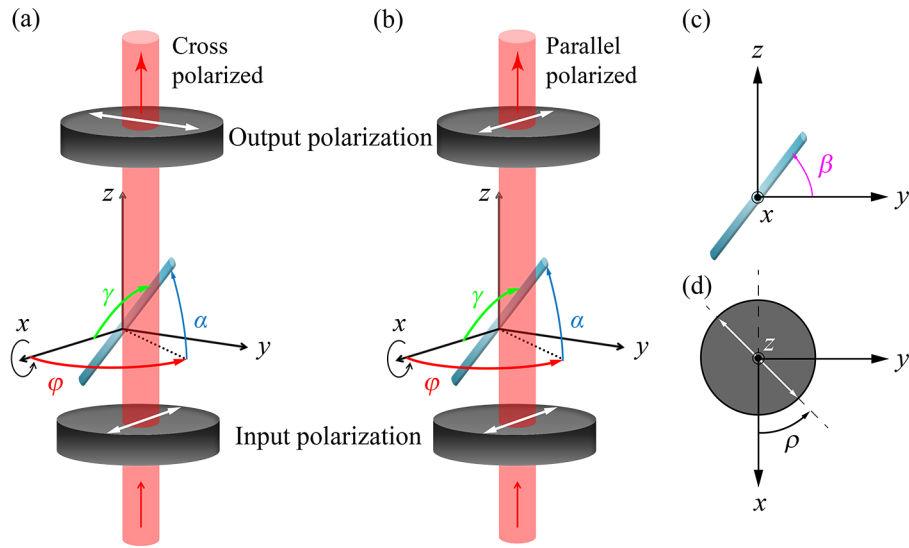 (a)
Cross
polarized
Output polarization
z
γ
α
x
y
φ
Input polarization
(b)
Parallel
polarized
z
γ
α
x
y
φ
(c)
z
β
x
y
(d)
z
y
ρ
x